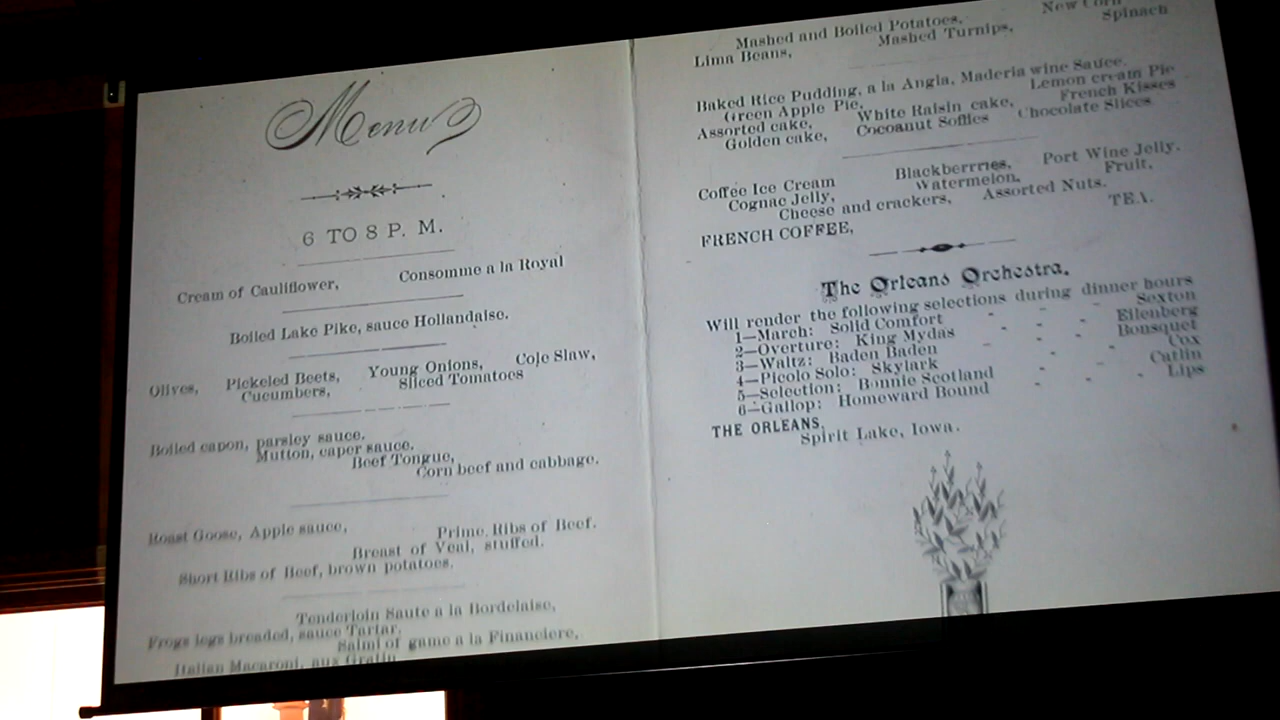 Menu
6 TO 8 P. M.
Cream of Cauliflower, Consomme a la Royal
Boiled Lake Pike, sauce Hollandaise.
Olives, Pickeled Beets, Young Onions, Cole Slaw,
Cucumbers, Sliced Tomatoes
Boiled capon, parsley sauce.
Mutton, caper sauce.
Beef Tongue,
Corn beef and cabbage.
Roast Goose, Apple sauce, Prime Ribs of Beef.
Breast of Veal, stuffed.
Short Ribs of Beef, brown potatoes.
Tenderloin Saute a la Bordelaise,
Frogs legs breaded, sauce Tartar,
Salmi of game a la Financiere,
Italian Macaroni, aux Gratin
Mashed and Boiled Potatoes, New Corn
Lima Beans, Mashed Turnips, Spinach
Baked Rice Pudding, a la Angla, Maderia wine Sauce.
Green Apple Pie, Lemon cream Pie
Assorted cake, White Raisin cake, French Kisses
Golden cake, Cocoanut Soffles Chocolate Slices
Coffee Ice Cream Blackberrries, Port Wine Jelly.
Cognac Jelly, Watermelon, Fruit,
Cheese and crackers, Assorted Nuts.
FRENCH COFFEE, TEA.
The Orleans Orchestra.
Will render the following selections during dinner hours
1—March: Solid Comfort - - Sexton
2—Overture: King Mydas - - - Eilenberg
3—Waltz: Baden Baden - - - Bousquet
4—Picolo Solo: Skylark - - Cox
5—Selection: Bonnie Scotland - - Catlin
6—Gallop: Homeward Bound - - Lips
THE ORLEANS,
Spirit Lake, Iowa.